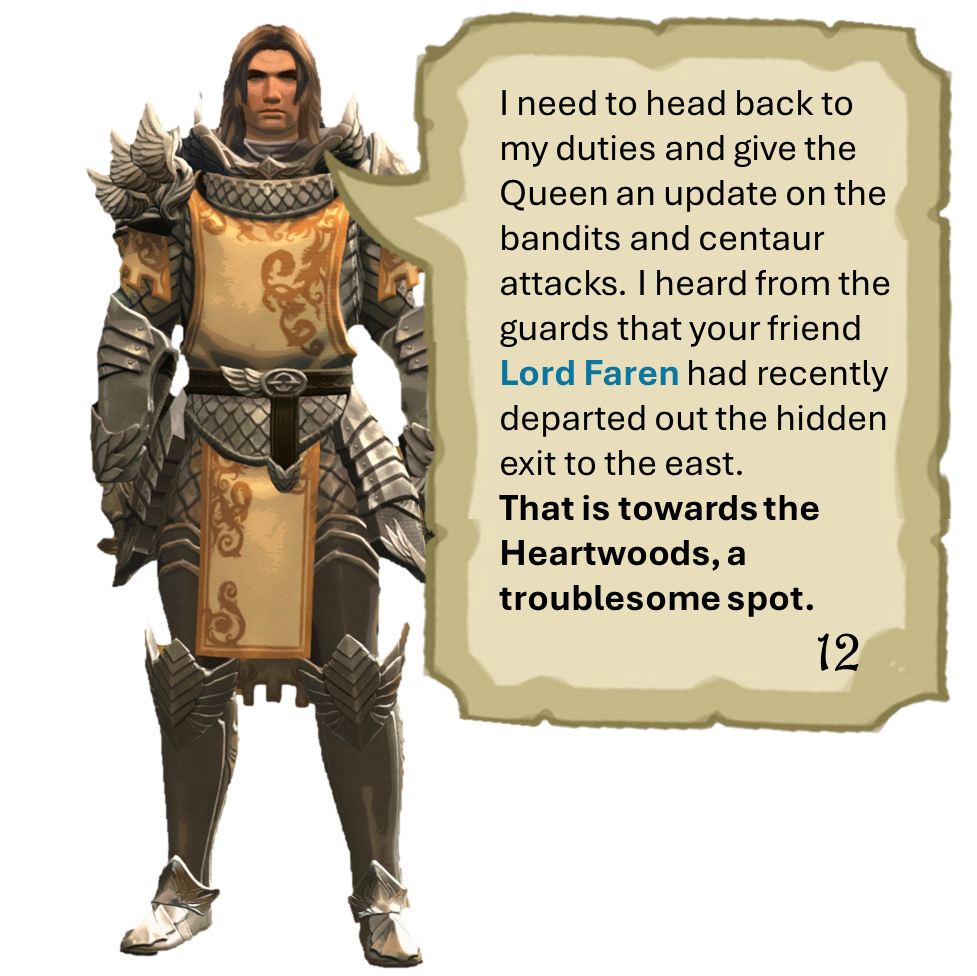 I need to head back to
my duties and give the
Queen an update on the
bandits and centaur
attacks. I heard from the
guards that your friend
Lord Faren had recently
departed out the hidden
exit to the east.
That is towards the
Heartwoods, a
troublesome spot.
12